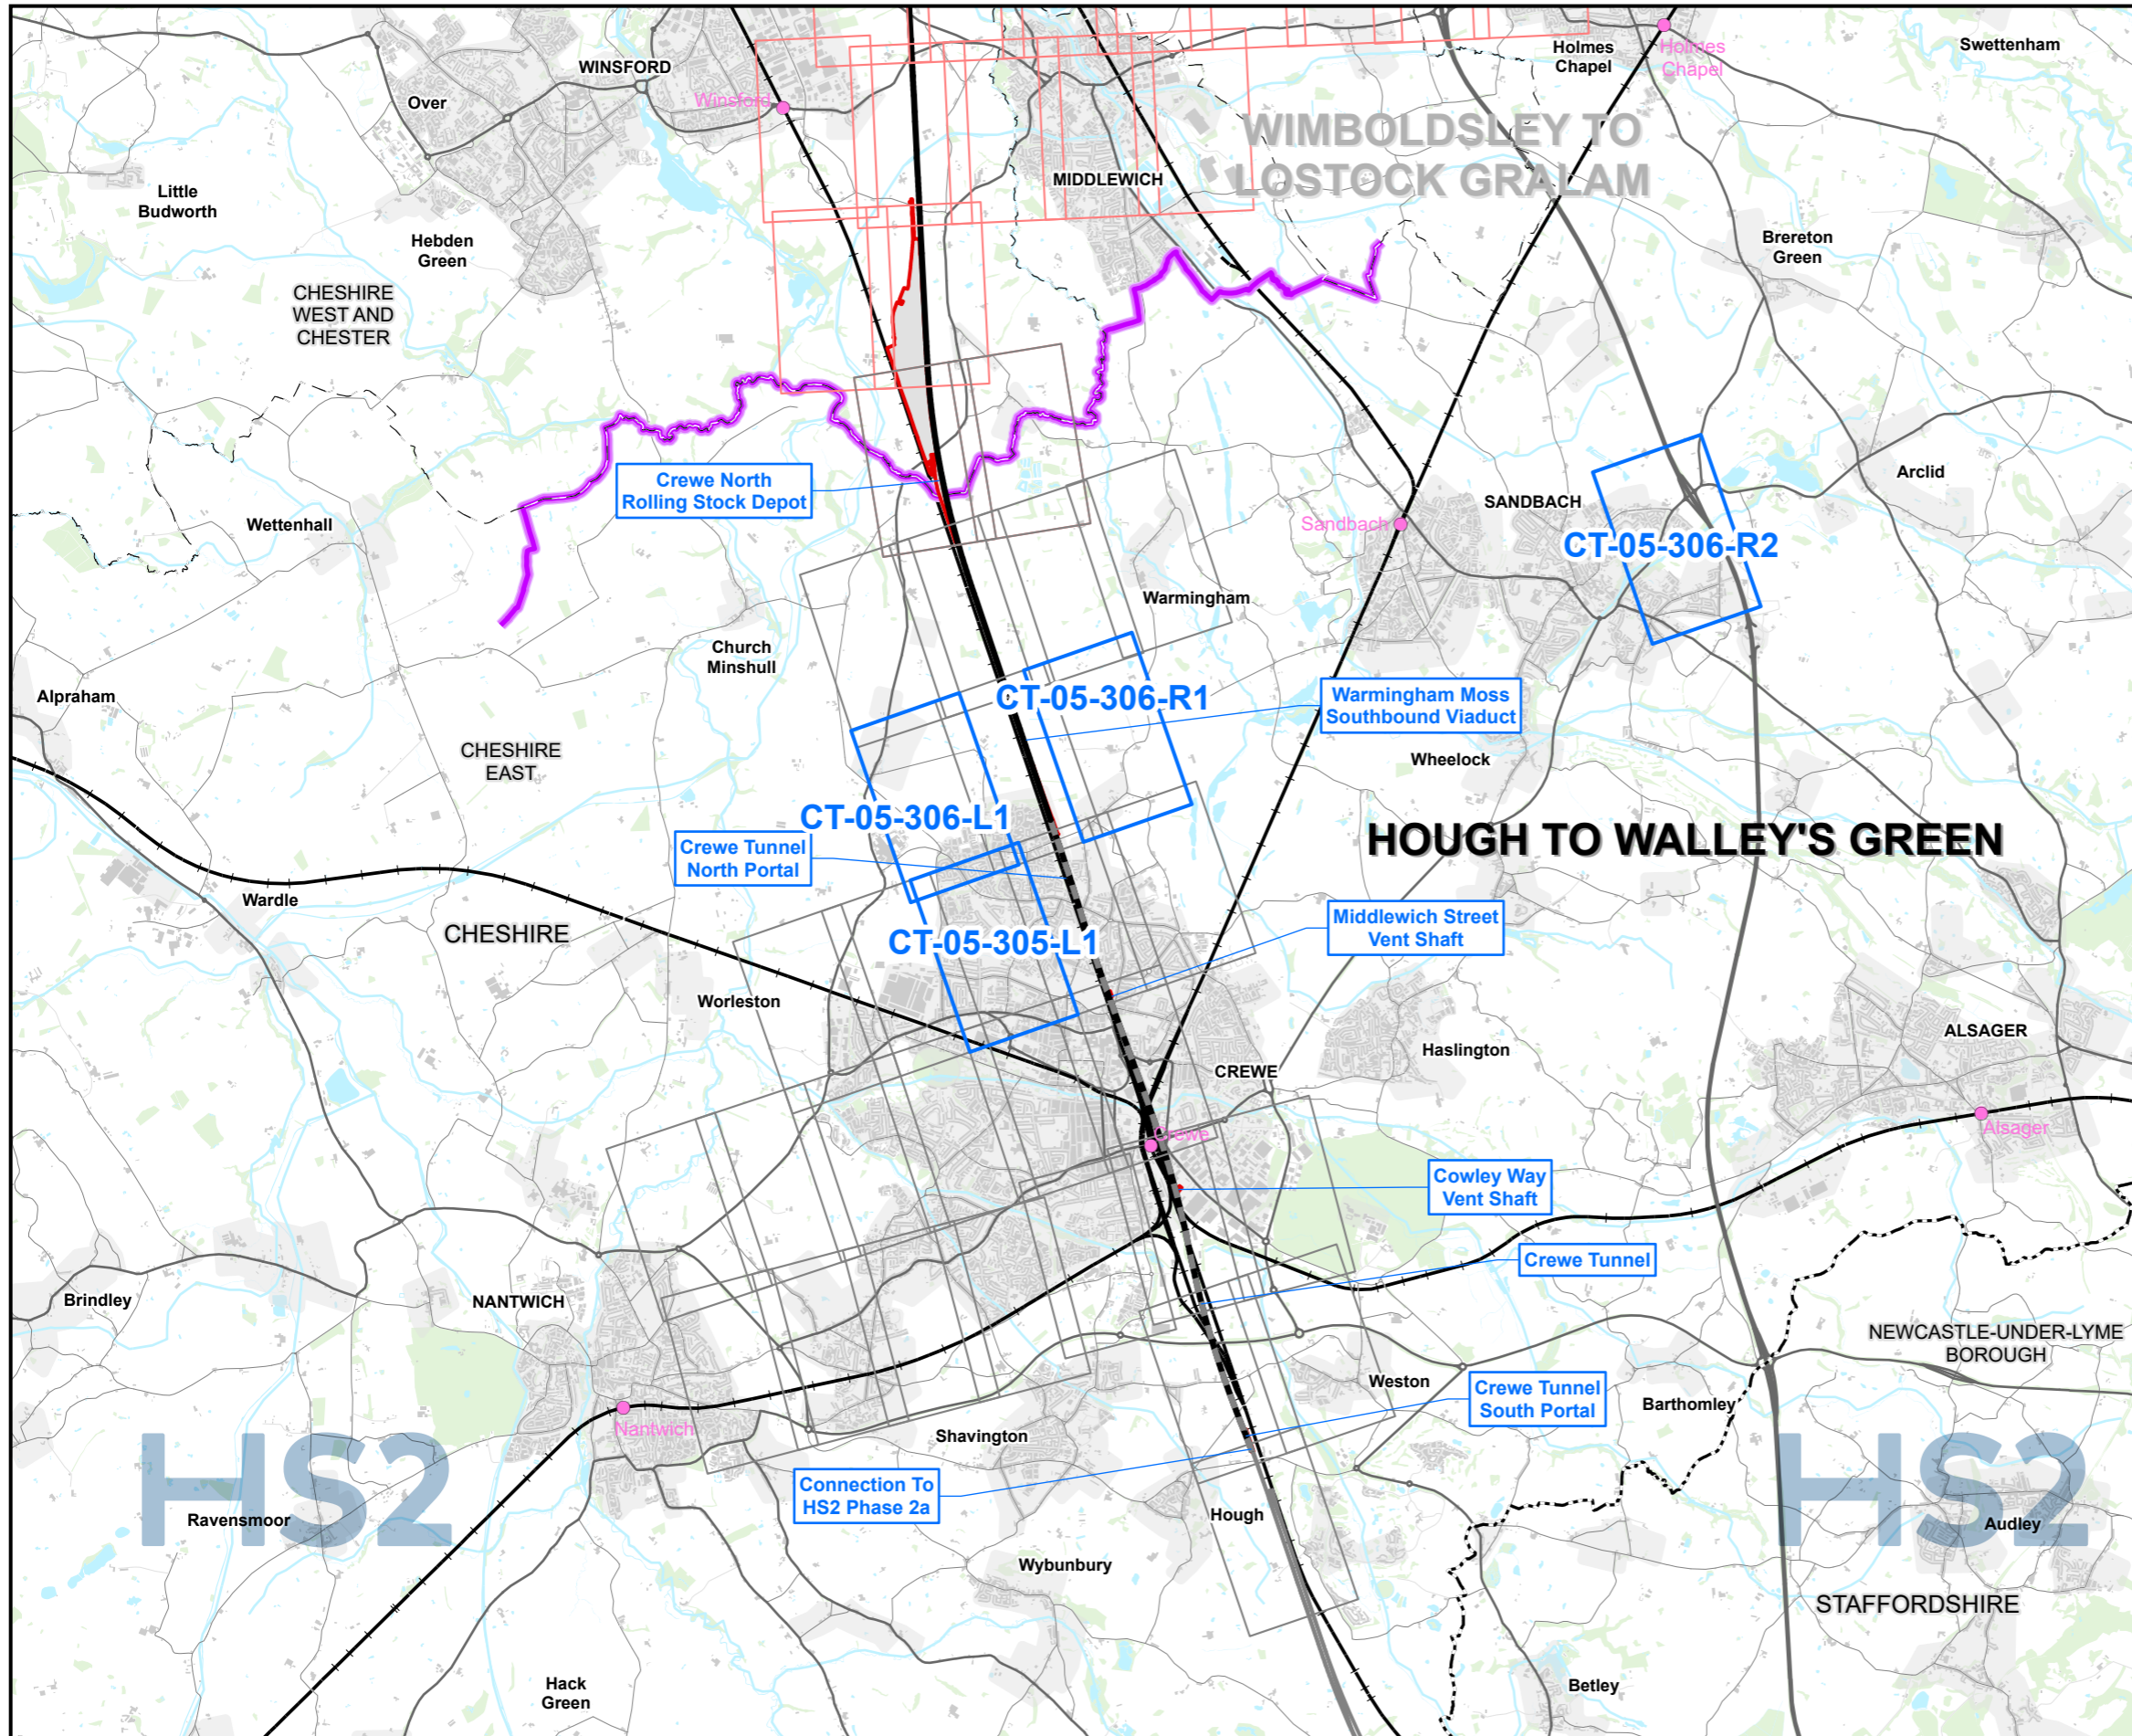 Holmes
Chapel
Holmes
Chapel
Swettenham
WINSFORD
Over
Winsford
WIMBOLDSLEY TO
LOSTOCK GRALAM
MIDDLEWICH
Little
Budworth
Hebden
Green
Brereton
Green
CHESHIRE
WEST AND
CHESTER
Crewe North
Rolling Stock Depot
Arclid
SANDBACH
Sandbach
Wettenhall
CT-05-306-R2
Warmingham
Church
Minshull
Alpraham
CT-05-306-R1
Warmingham Moss
Southbound Viaduct
CHESHIRE
EAST
Wheelock
CT-05-306-L1
HOUGH TO WALLEY'S GREEN
Crewe Tunnel
North Portal
Wardle
CHESHIRE
CT-05-305-L1
Middlewich Street
Vent Shaft
Worleston
ALSAGER
Haslington
CREWE
Crewe
Alsager
Cowley Way
Vent Shaft
Crewe Tunnel
Brindley
NANTWICH
NEWCASTLE-UNDER-LYME
BOROUGH
Weston
Crewe Tunnel
South Portal
Barthomley
Nantwich
Shavington
HS2
HS2
Connection To
HS2 Phase 2a
Ravensmoor
Hough
Audley
Wybunbury
STAFFORDSHIRE
Hack
Green
Betley